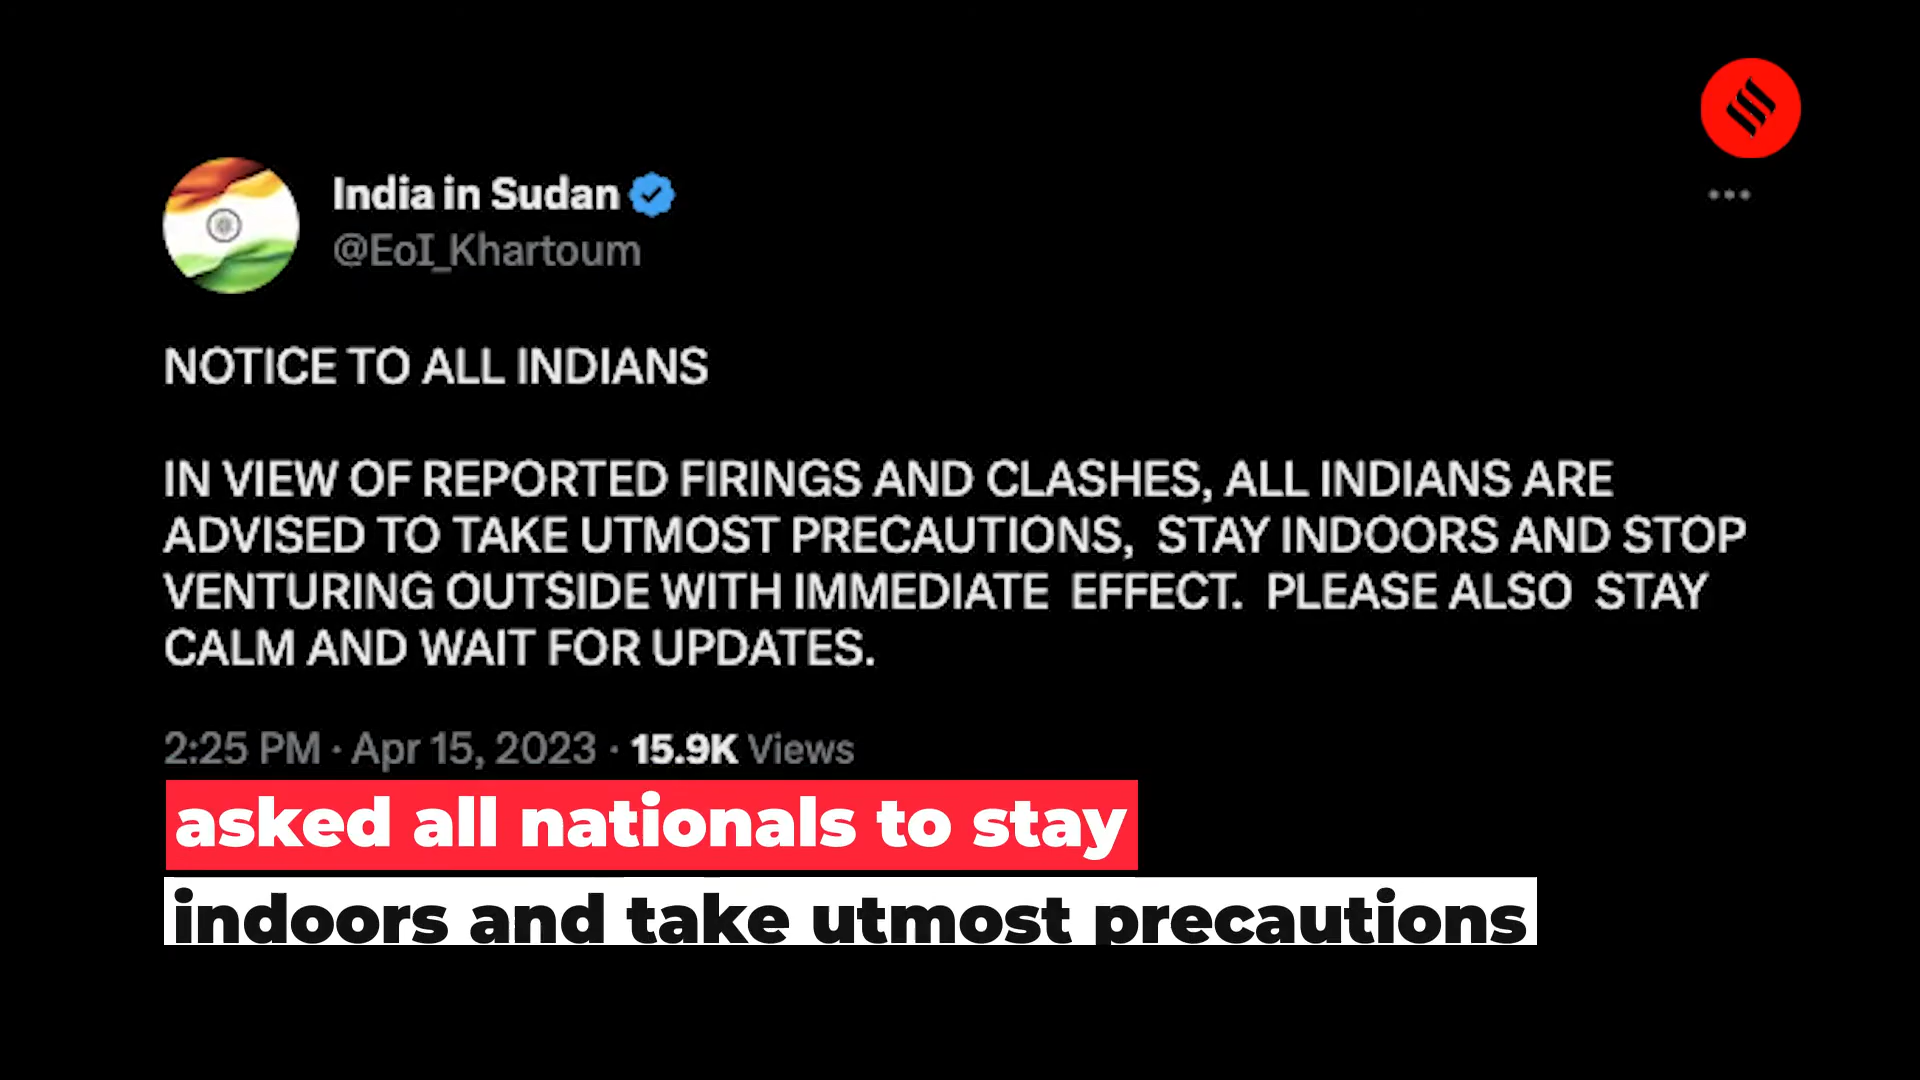 India in Sudan
@EoI_Khartoum
NOTICE TO ALL INDIANS
IN VIEW OF REPORTED FIRINGS AND CLASHES, ALL INDIANS ARE
ADVISED TO TAKE UTMOST PRECAUTIONS, STAY INDOORS AND STOP
VENTURING OUTSIDE WITH IMMEDIATE EFFECT. PLEASE ALSO STAY
CALM AND WAIT FOR UPDATES.
2:25 PM · Apr 15, 2023 · 15.9K Views
asked all nationals to stay
indoors and take utmost precautions